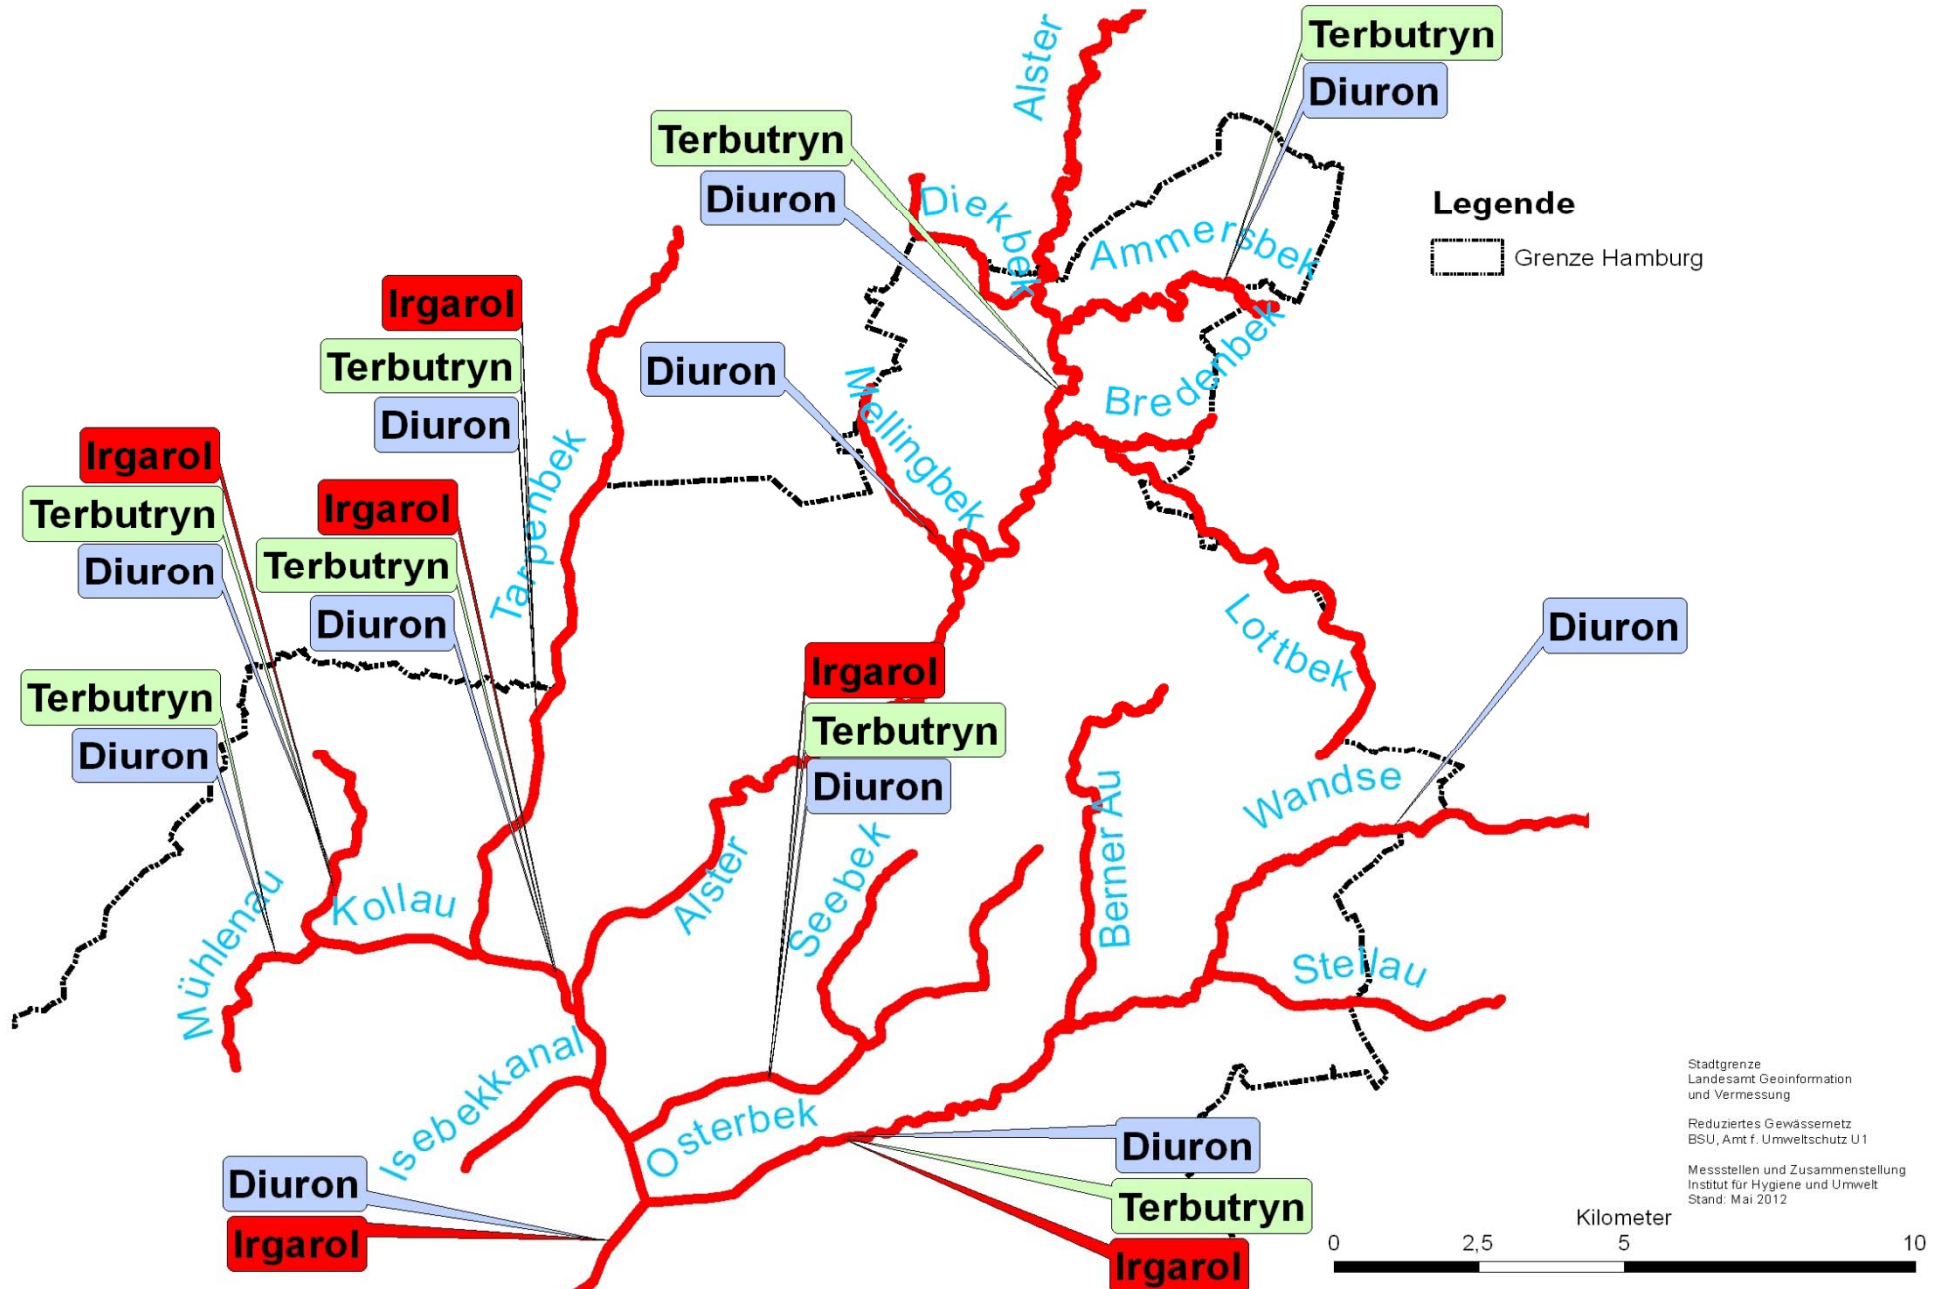 Alster
Terbutryn
Diuron
Terbutryn
Diuron
Diekbek
Ammersbek
Legende
Grenze Hamburg
Irgarol
Terbutryn
Diuron
Diuron
Mellingbek
Bredenbek
Tarpenbek
Irgarol
Terbutryn
Diuron
Irgarol
Terbutryn
Diuron
Lottbek
Diuron
Terbutryn
Diuron
Irgarol
Terbutryn
Diuron
Wandse
Mühlenau
Kollau
Alster
Seebek
Berner Au
Stellau
Isebekkanal
Osterbek
Diuron
Irgarol
Diuron
Terbutryn
Irgarol
Stadtgrenze
Landesamt Geoinformation
und Vermessung
Reduziertes Gewässernetz
BSU, Amt f. Umweltschutz U1
Messstellen und Zusammenstellung
Institut für Hygiene und Umwelt
Stand: Mai 2012
Kilometer
0 2,5 5 10